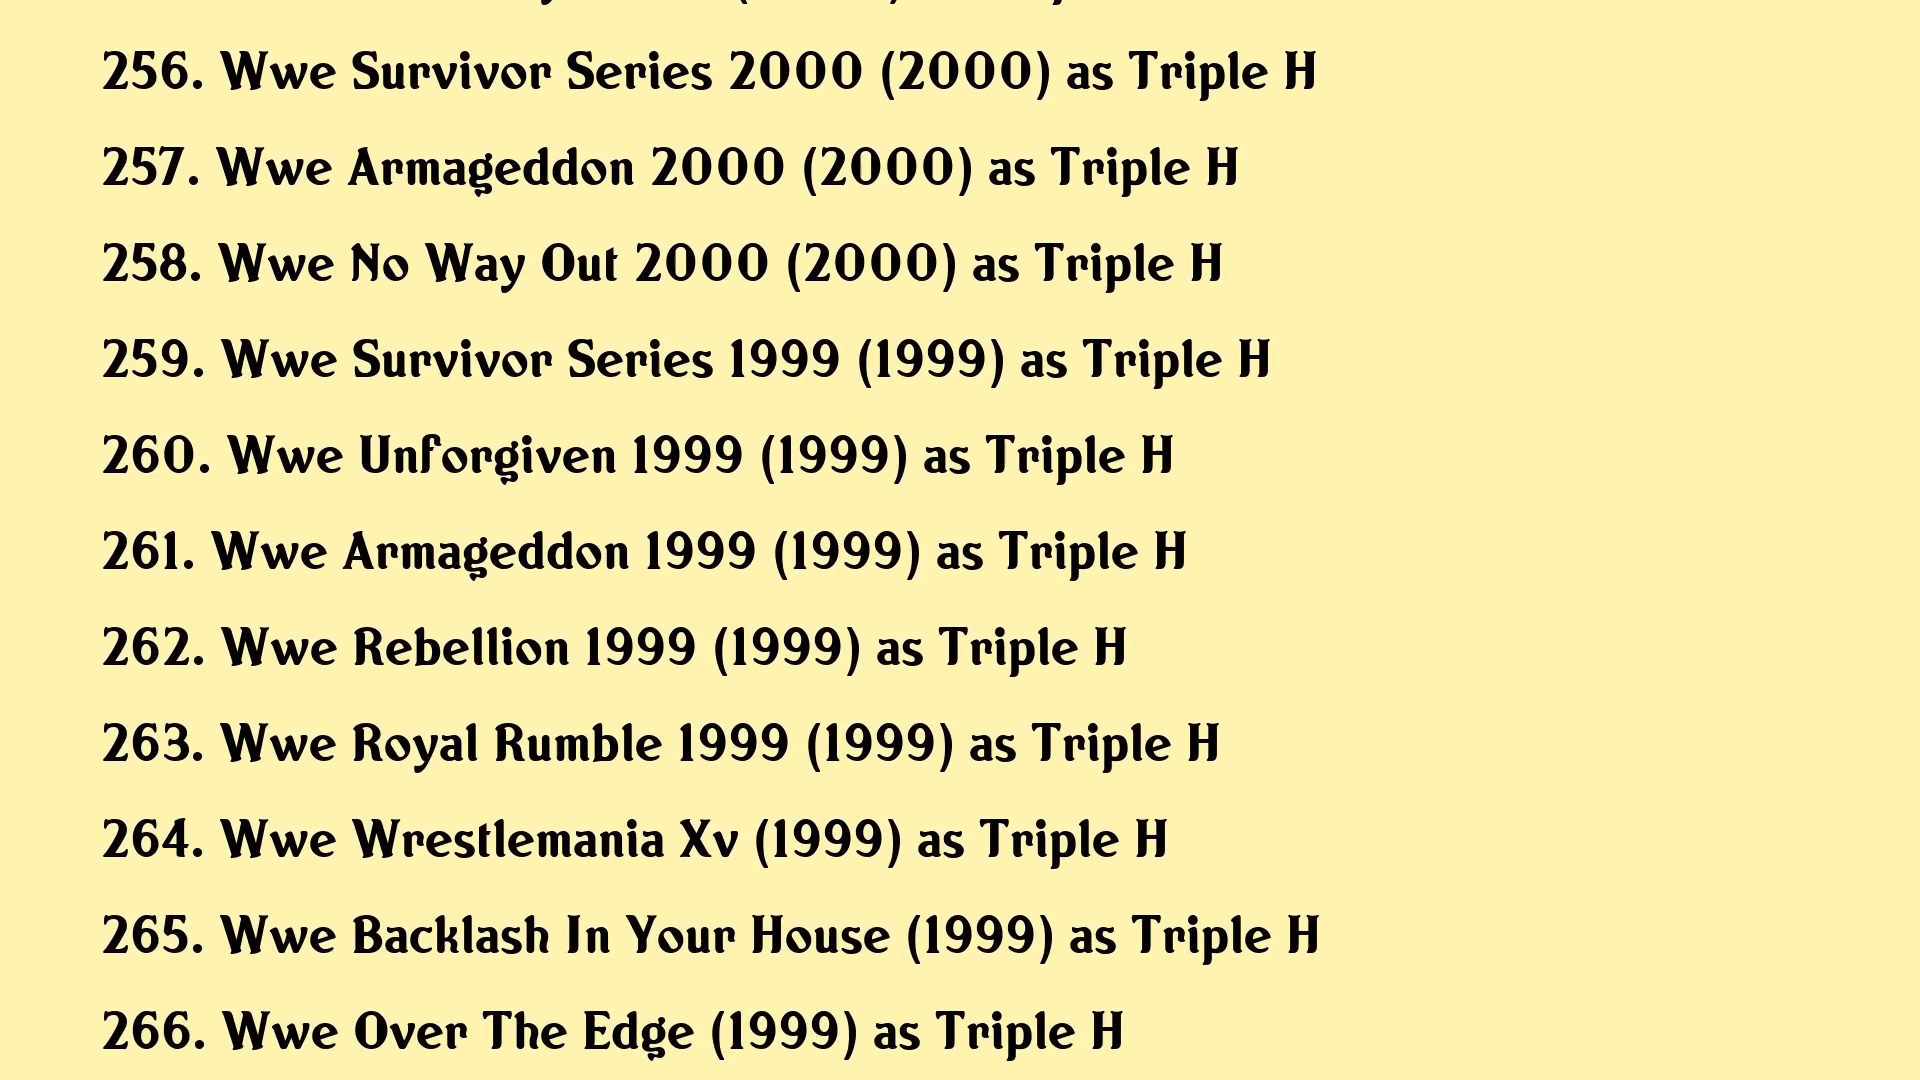 256. Wwe Survivor Series 2000 (2000) as Triple H
257. Wwe Armageddon 2000 (2000) as Triple H
258. Wwe No Way Out 2000 (2000) as Triple H
259. Wwe Survivor Series 1999 (1999) as Triple H
260. Wwe Unforgiven 1999 (1999) as Triple H
261. Wwe Armageddon 1999 (1999) as Triple H
262. Wwe Rebellion 1999 (1999) as Triple H
263. Wwe Royal Rumble 1999 (1999) as Triple H
264. Wwe Wrestlemania Xv (1999) as Triple H
265. Wwe Backlash In Your House (1999) as Triple H
266. Wwe Over The Edge (1999) as Triple H